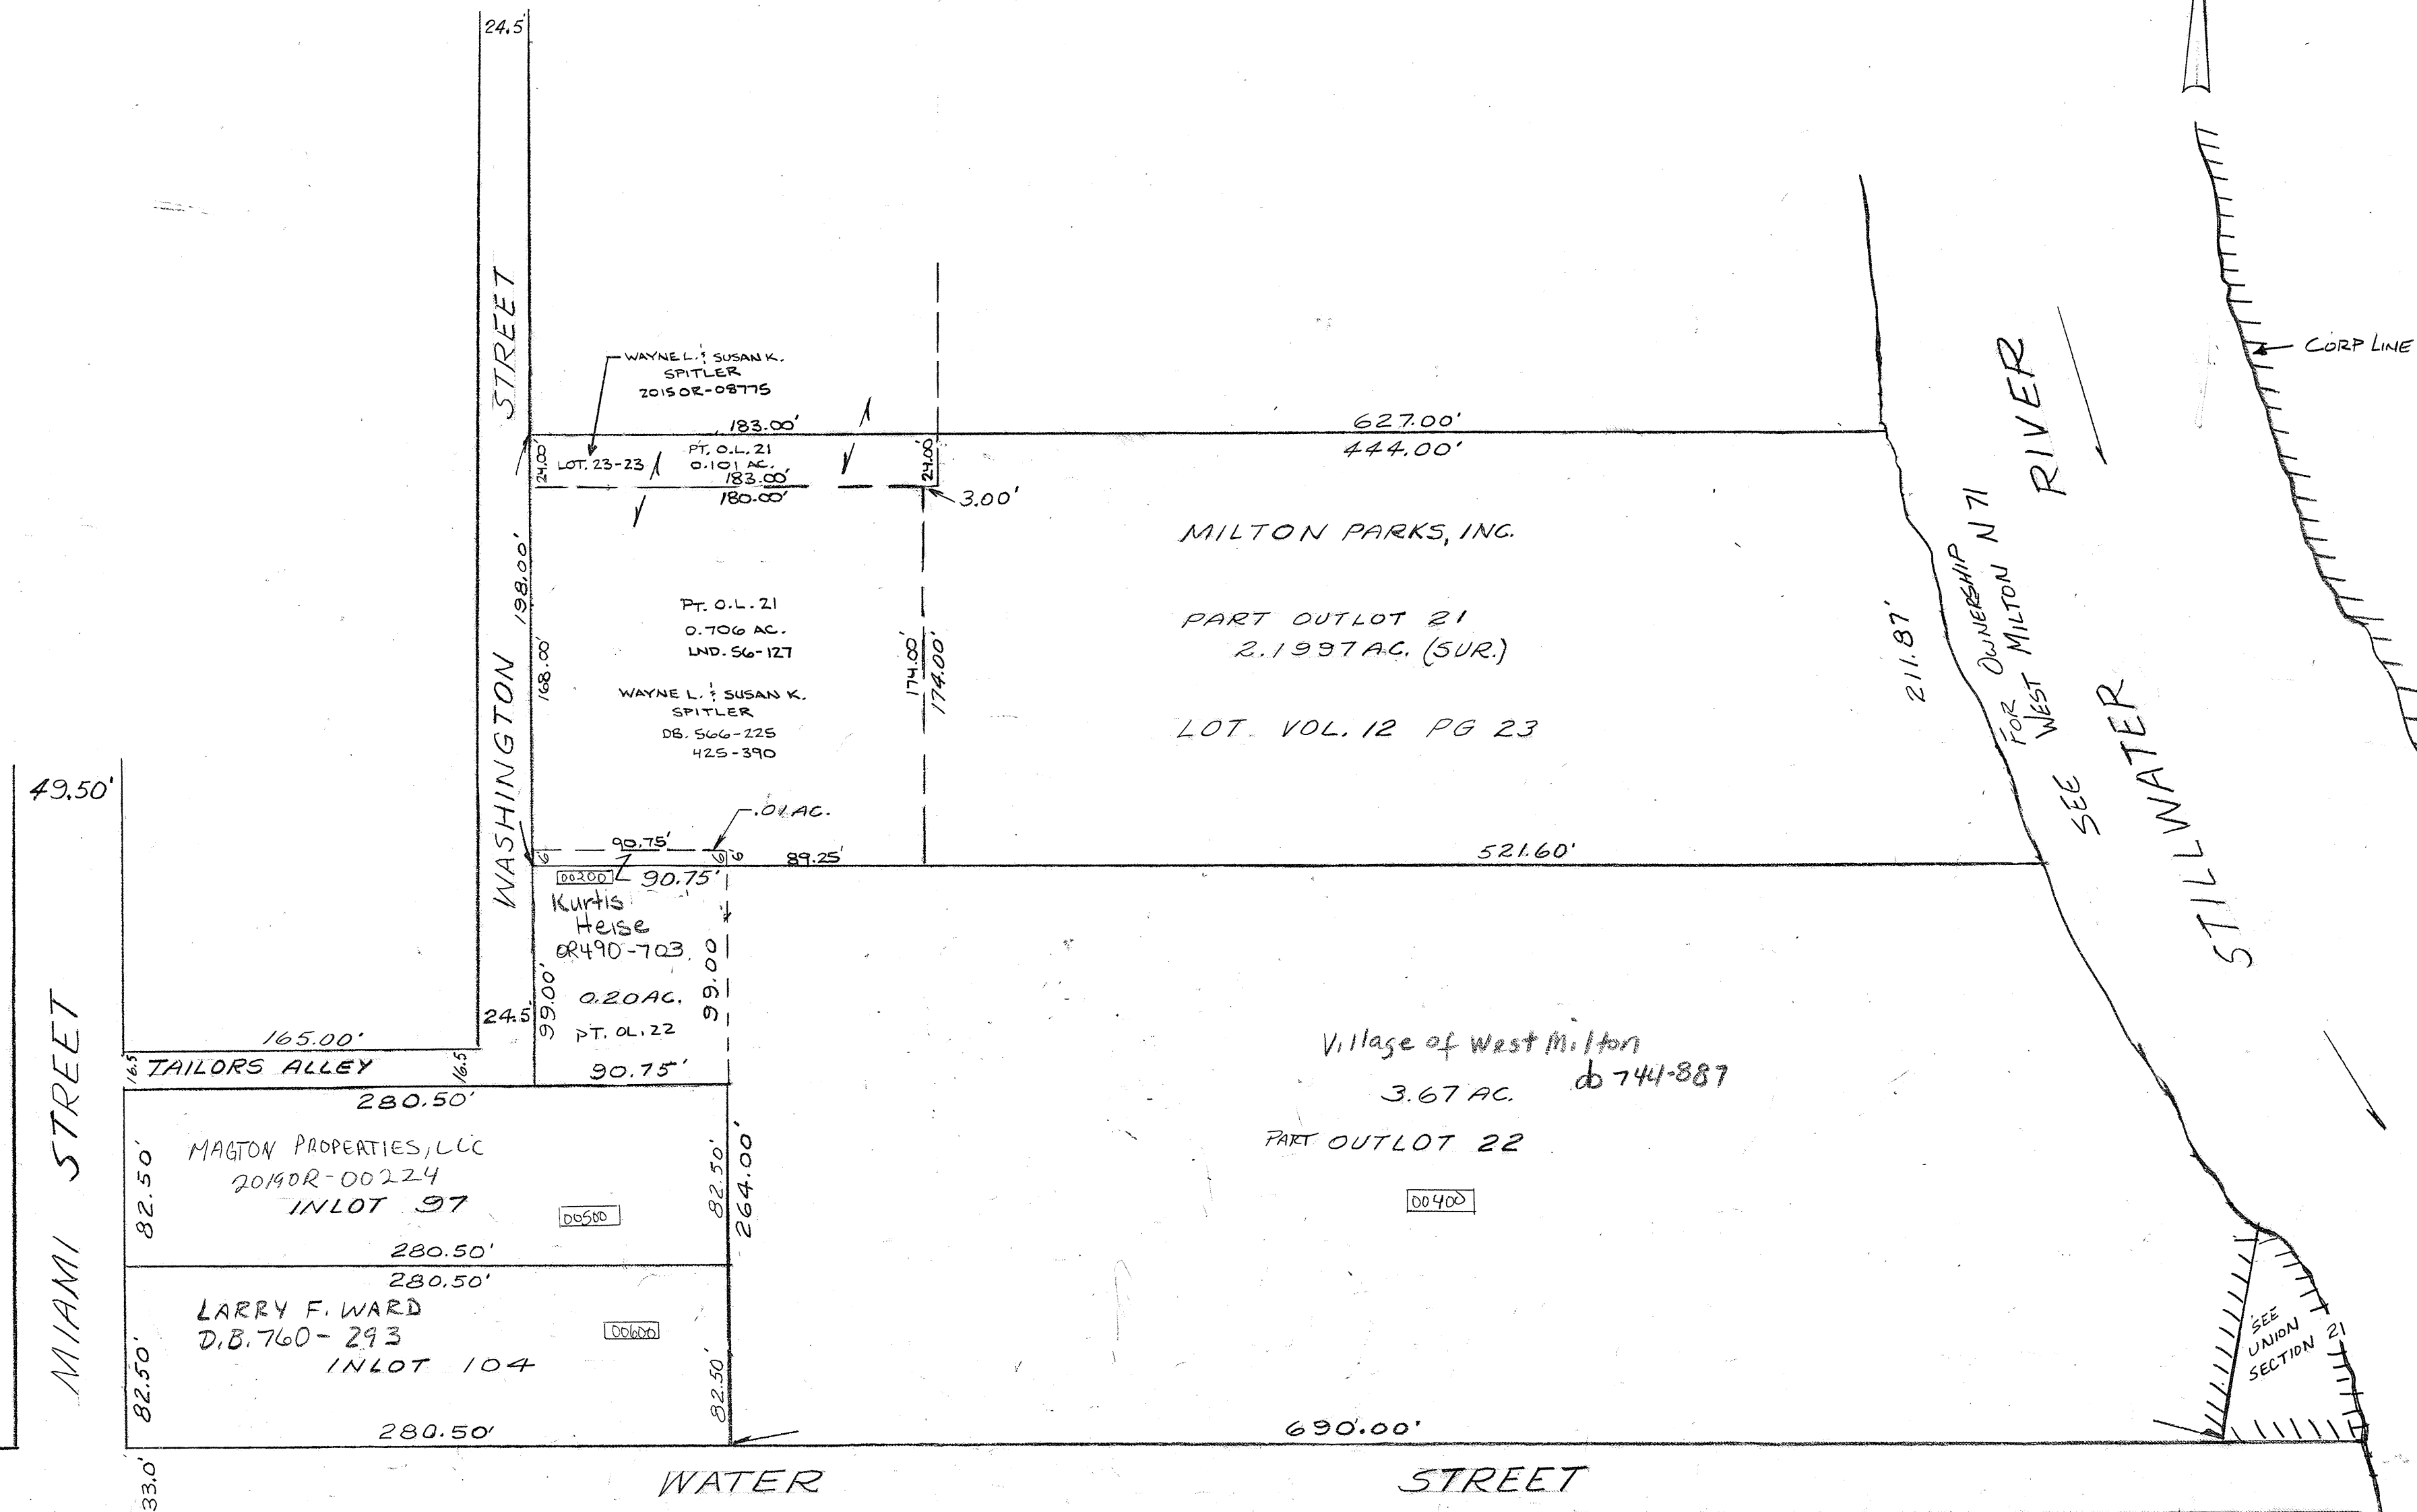 24.5'
STREET
WASHINGTON
WAYNE L. & SUSAN K.
SPITLER
2015OR-08775
183.00'
24.00'
LOT. 23-23
PT. O.L. 21
0.101 AC.
183.00'
180.00'
24.00'
3.00'
627.00'
444.00'
CORP LINE
MILTON PARKS, INC.
PART OUTLOT 21
2.1997 AC. (SUR.)
LOT. VOL. 12 PG 23
198.00'
168.00'
PT. O.L. 21
0.706 AC.
LND. 56-127
WAYNE L. & SUSAN K.
SPITLER
DB. 566-225
425-390
174.00'
174.00'
211.87'
FOR OWNERSHIP
SEE WEST MILTON N 71
STILLWATER RIVER
.01 AC.
90.75'
6
6
6
89.25'
521.60'
00200
90.75'
Kurtis
Heise
OR490-703
0.20 AC.
PT. OL. 22
99.00'
99.00
24.5'
90.75'
49.50'
MIAMI STREET
165.00'
16.5
TAILORS ALLEY
16.5
280.50'
MAGTON PROPERTIES, LLC
2019OR-00224
INLOT 97
00500
82.50'
82.50'
264.00'
280.50'
280.50'
LARRY F. WARD
D.B. 760-293
INLOT 104
00600
82.50'
82.50'
280.50'
Village of West Milton
3.67 AC.
db 744-887
PART OUTLOT 22
00400
SEE
UNION
SECTION 21
690.00'
33.0'
WATER STREET